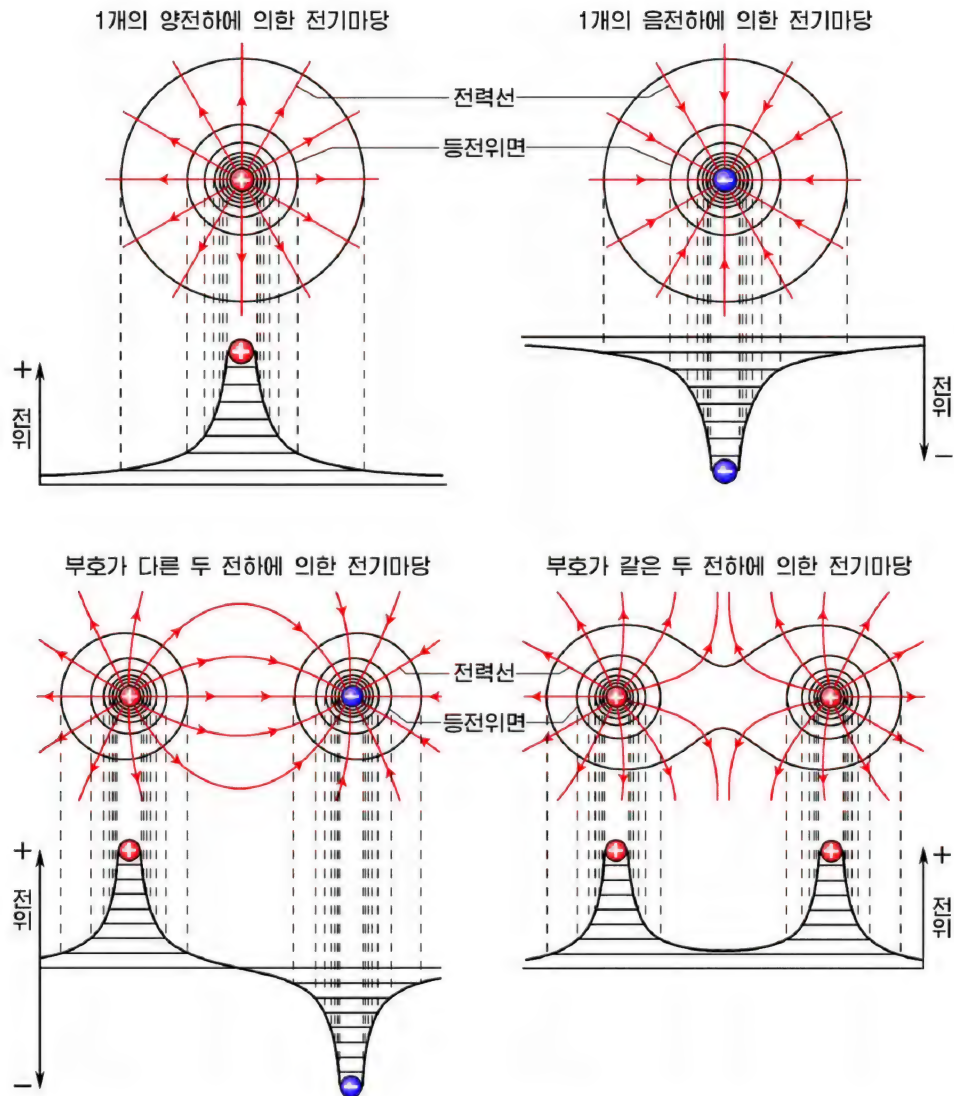 1개의 양전하에 의한 전기마당
1개의 음전하에 의한 전기마당
전력선
등전위면
+
전위
전위
−
부호가 다른 두 전하에 의한 전기마당
부호가 같은 두 전하에 의한 전기마당
전력선
등전위면
+
전위
−
+
전위